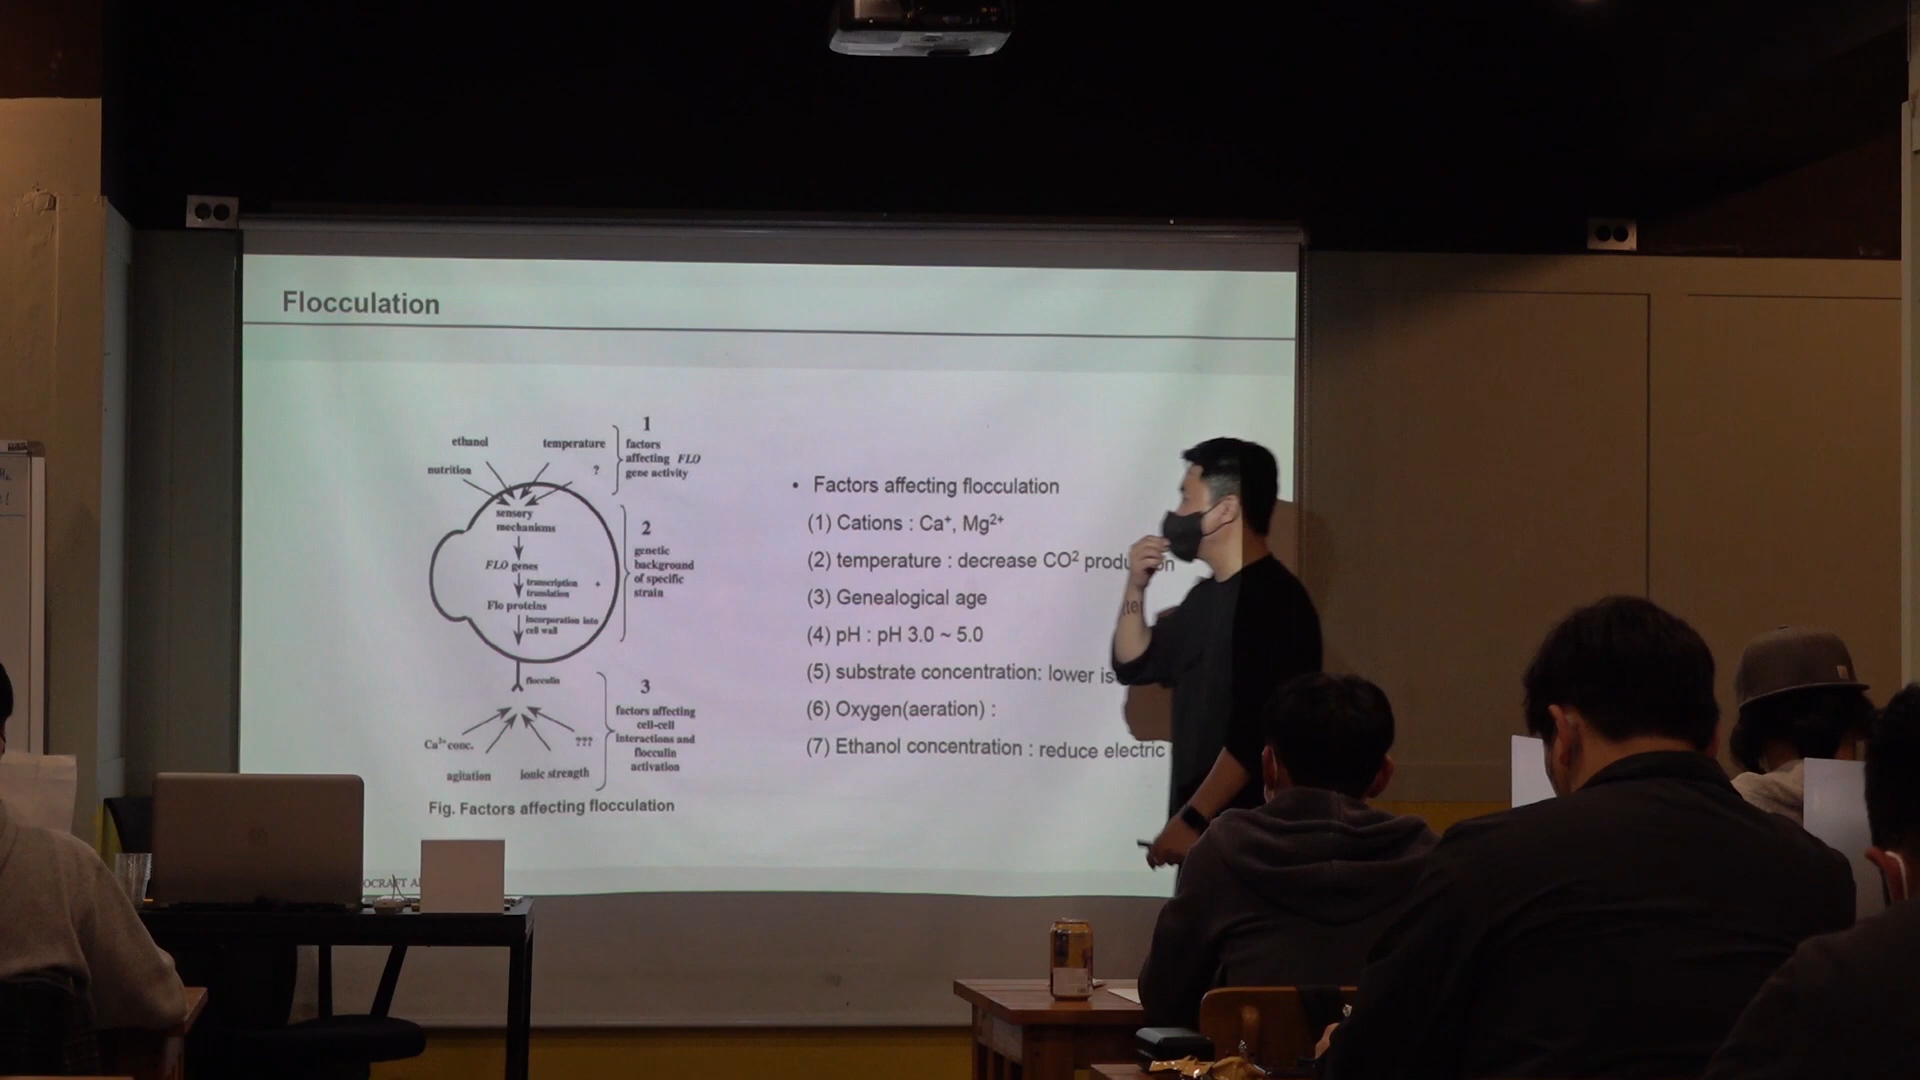 Flocculation
ethanol
temperature
nutrition
?
1
factors
affecting FLO
gene activity
sensory
mechanisms
FLO genes
transcription
translation
Flo proteins
incorporation into
cell wall
2
genetic
background
of specific
strain
flocculin
Ca²⁺ conc.
???
agitation
ionic strength
3
factors affecting
cell-cell
interactions and
flocculin
activation
Fig. Factors affecting flocculation
• Factors affecting flocculation
(1) Cations : Ca⁺, Mg²⁺
(2) temperature : decrease CO² produ on
(3) Genealogical age
(4) pH : pH 3.0 ~ 5.0
(5) substrate concentration: lower is
(6) Oxygen(aeration) :
(7) Ethanol concentration : reduce electric
OCRAFT A